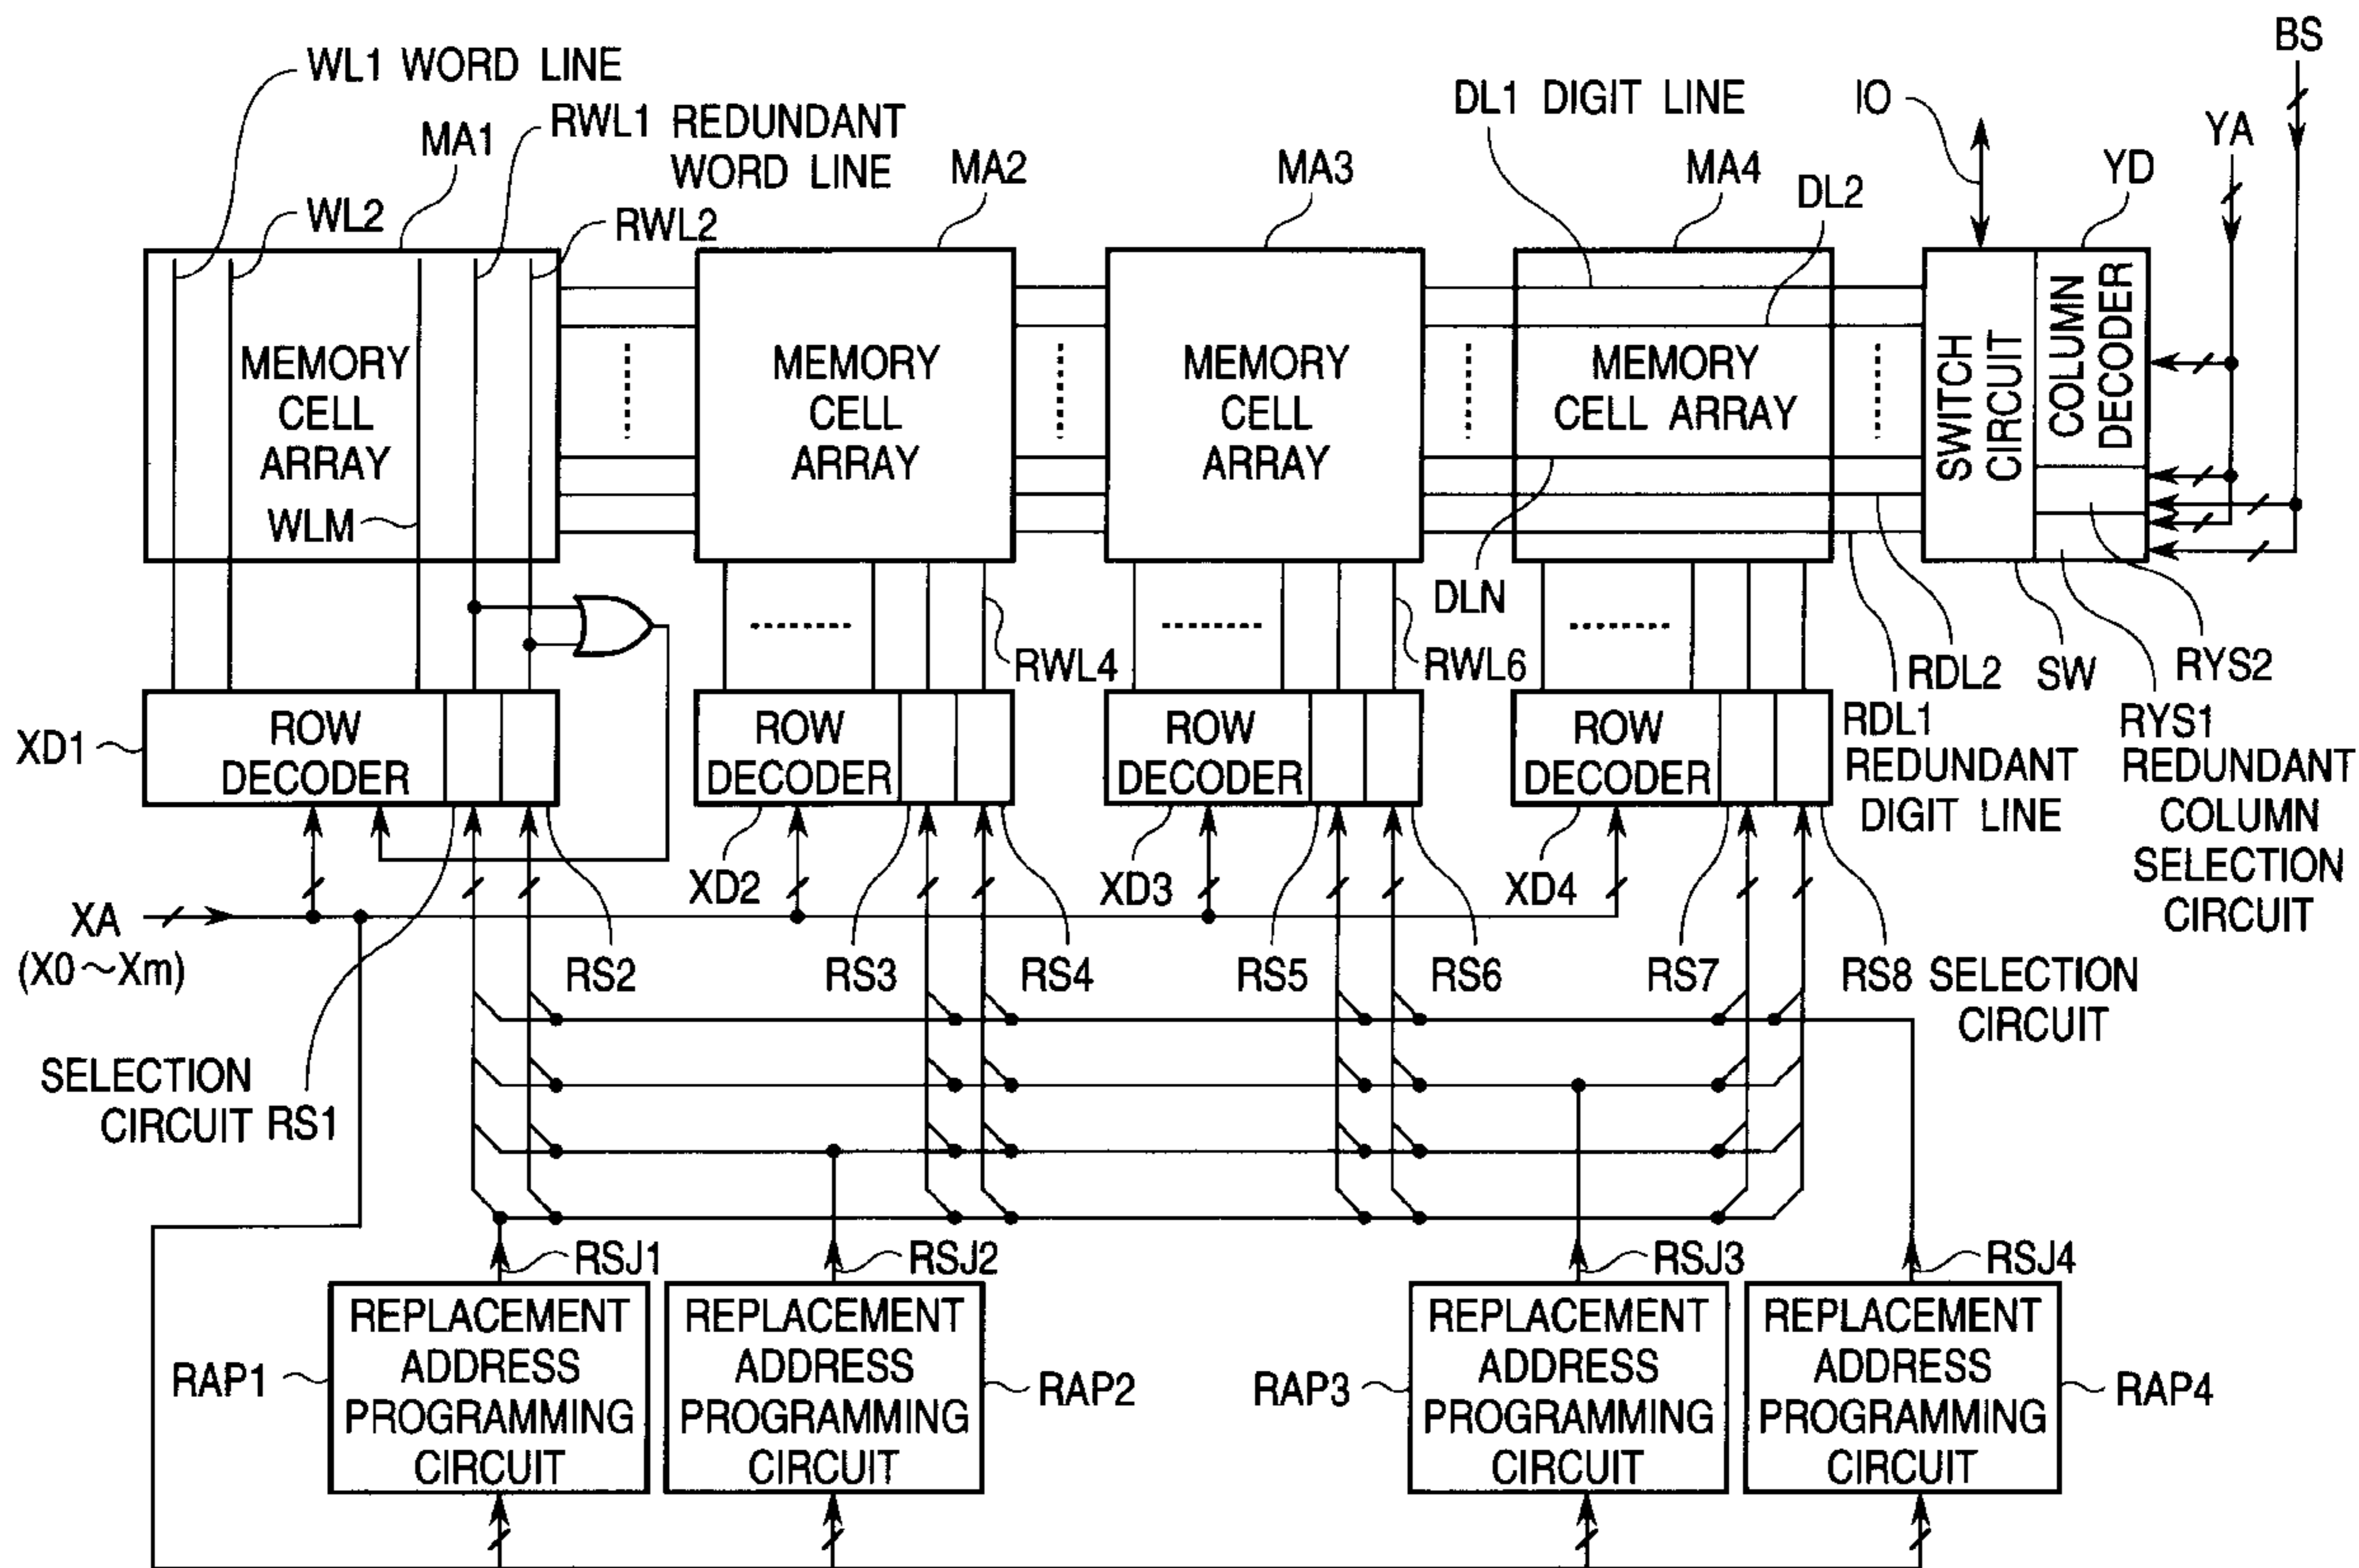 BS
WL1 WORD LINE
RWL1 REDUNDANT
WORD LINE
DL1 DIGIT LINE
IO
YA
MA1
MA2
MA3
MA4
YD
WL2
RWL2
DL2
MEMORY
CELL
ARRAY
MEMORY
CELL
ARRAY
MEMORY
CELL
ARRAY
MEMORY
CELL ARRAY
SWITCH
CIRCUIT
COLUMN
DECODER
WLM
DLN
RWL4
RWL6
RDL2
SW
RYS2
RDL1
REDUNDANT
DIGIT LINE
RYS1
REDUNDANT
COLUMN
SELECTION
CIRCUIT
XD1
ROW
DECODER
ROW
DECODER
ROW
DECODER
ROW
DECODER
XD2
XD3
XD4
XA
(X0~Xm)
RS2
RS3
RS4
RS5
RS6
RS7
RS8 SELECTION
CIRCUIT
SELECTION
CIRCUIT RS1
RSJ1
RSJ2
RSJ3
RSJ4
RAP1
REPLACEMENT
ADDRESS
PROGRAMMING
CIRCUIT
REPLACEMENT
ADDRESS
PROGRAMMING
CIRCUIT
RAP2
RAP3
REPLACEMENT
ADDRESS
PROGRAMMING
CIRCUIT
REPLACEMENT
ADDRESS
PROGRAMMING
CIRCUIT
RAP4